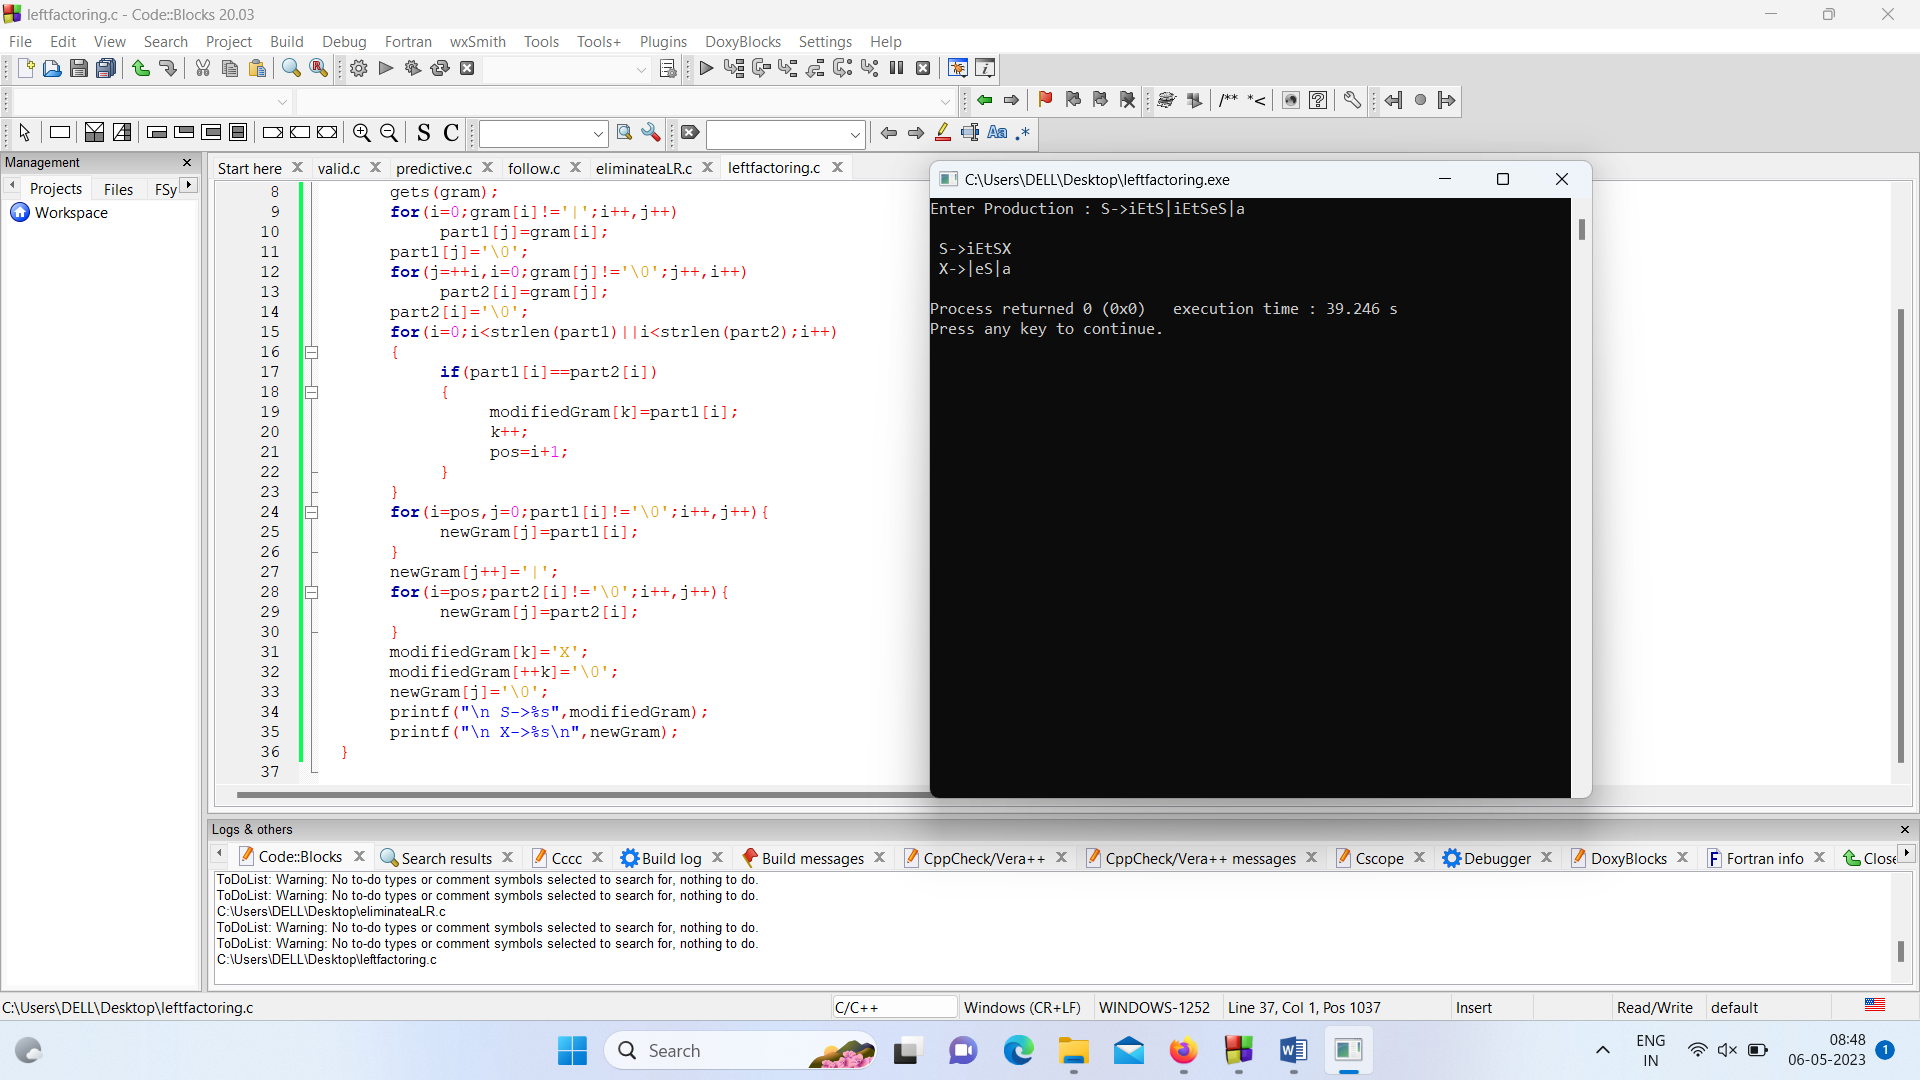 leftfactoring.c - Code::Blocks 20.03
File Edit View Search Project Build Debug Fortran wxSmith Tools Tools+ Plugins DoxyBlocks Settings Help
/** *<
S C Aa .*
Management
Projects Files FSy
Workspace
Start here valid.c predictive.c follow.c eliminateaLR.c leftfactoring.c
8 gets(gram);
9 for(i=0;gram[i]!='|';i++,j++)
10 part1[j]=gram[i];
11 part1[j]='\0';
12 for(j=++i,i=0;gram[j]!='\0';j++,i++)
13 part2[i]=gram[j];
14 part2[i]='\0';
15 for(i=0;i<strlen(part1)||i<strlen(part2);i++)
16 {
17 if(part1[i]==part2[i])
18 {
19 modifiedGram[k]=part1[i];
20 k++;
21 pos=i+1;
22 }
23 }
24 for(i=pos,j=0;part1[i]!='\0';i++,j++){
25 newGram[j]=part1[i];
26 }
27 newGram[j++]='|';
28 for(i=pos;part2[i]!='\0';i++,j++){
29 newGram[j]=part2[i];
30 }
31 modifiedGram[k]='X';
32 modifiedGram[++k]='\0';
33 newGram[j]='\0';
34 printf("\n S->%s",modifiedGram);
35 printf("\n X->%s\n",newGram);
36 }
37
C:\Users\DELL\Desktop\leftfactoring.exe
Enter Production : S->iEtS|iEtSeS|a
S->iEtSX
X->|eS|a
Process returned 0 (0x0) execution time : 39.246 s
Press any key to continue.
Logs & others
Code::Blocks Search results Cccc Build log Build messages CppCheck/Vera++ CppCheck/Vera++ messages Cscope Debugger DoxyBlocks Fortran info Close
ToDoList: Warning: No to-do types or comment symbols selected to search for, nothing to do.
ToDoList: Warning: No to-do types or comment symbols selected to search for, nothing to do.
C:\Users\DELL\Desktop\eliminateaLR.c
ToDoList: Warning: No to-do types or comment symbols selected to search for, nothing to do.
ToDoList: Warning: No to-do types or comment symbols selected to search for, nothing to do.
C:\Users\DELL\Desktop\leftfactoring.c
C:\Users\DELL\Desktop\leftfactoring.c C/C++ Windows (CR+LF) WINDOWS-1252 Line 37, Col 1, Pos 1037 Insert Read/Write default
Search
ENG
IN
08:48
06-05-2023
1